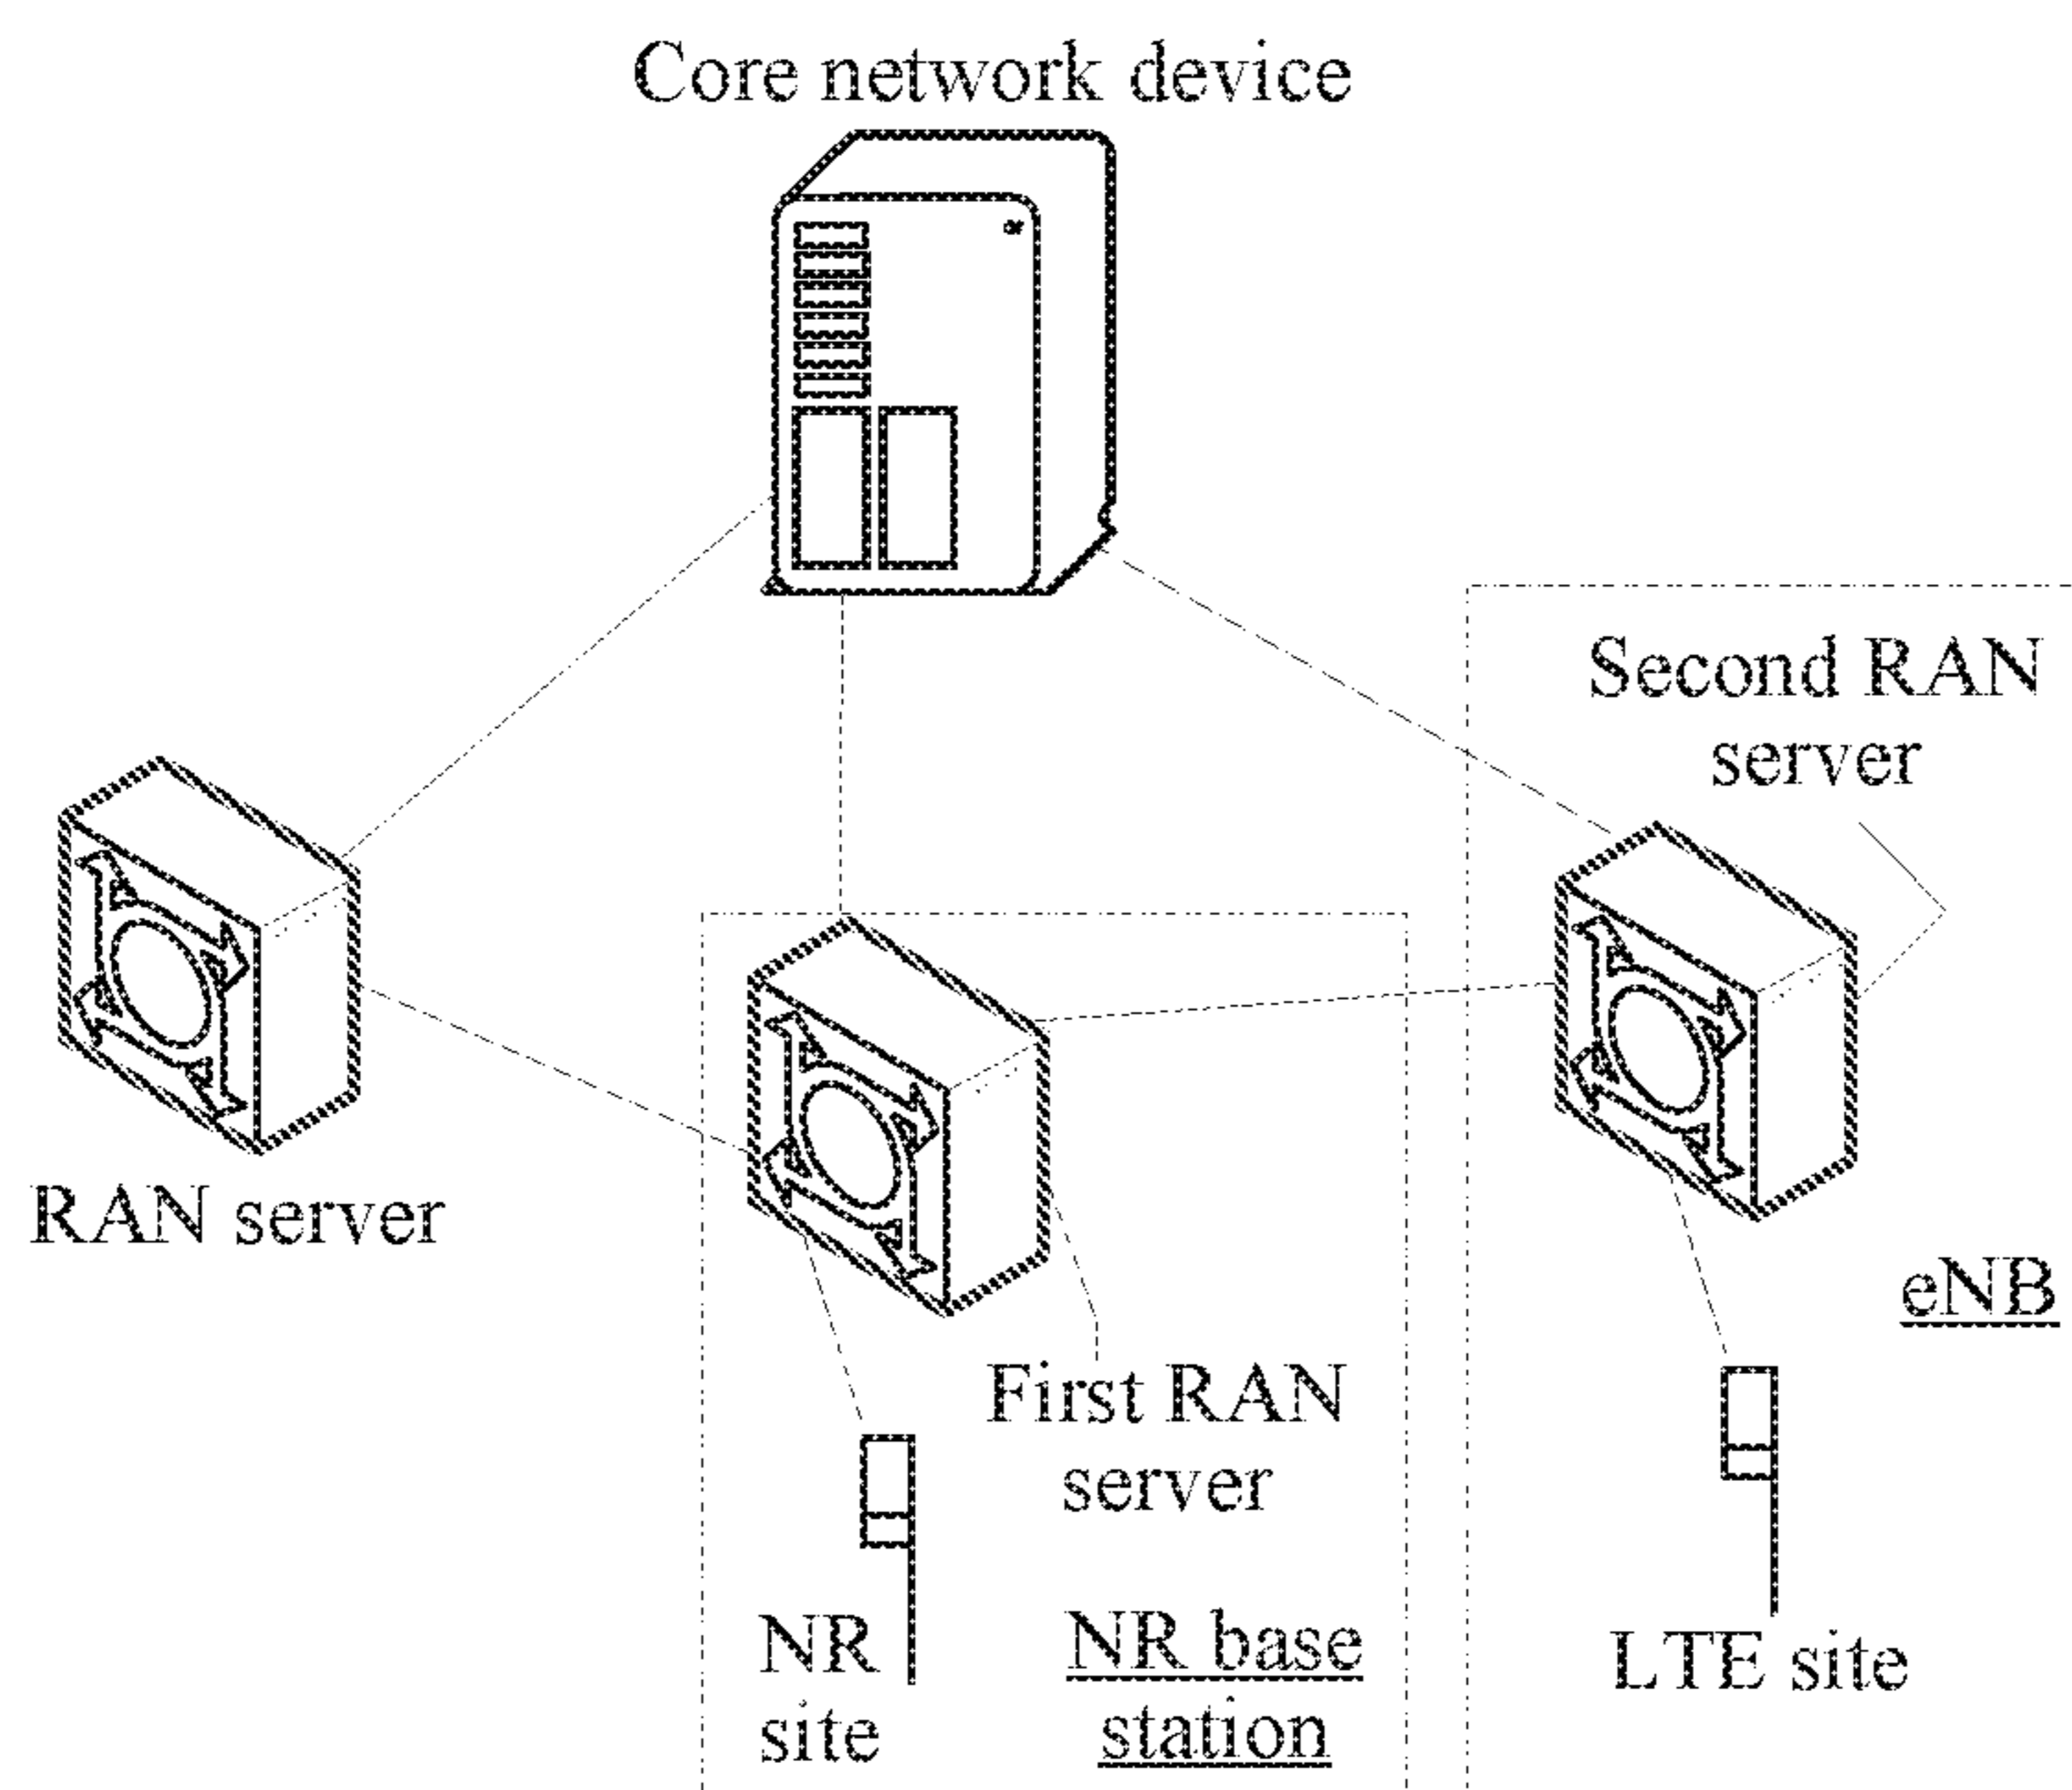 Core network device
Second RAN
server
RAN server
eNB
First RAN
server
NR
site
NR base
station
LTE site